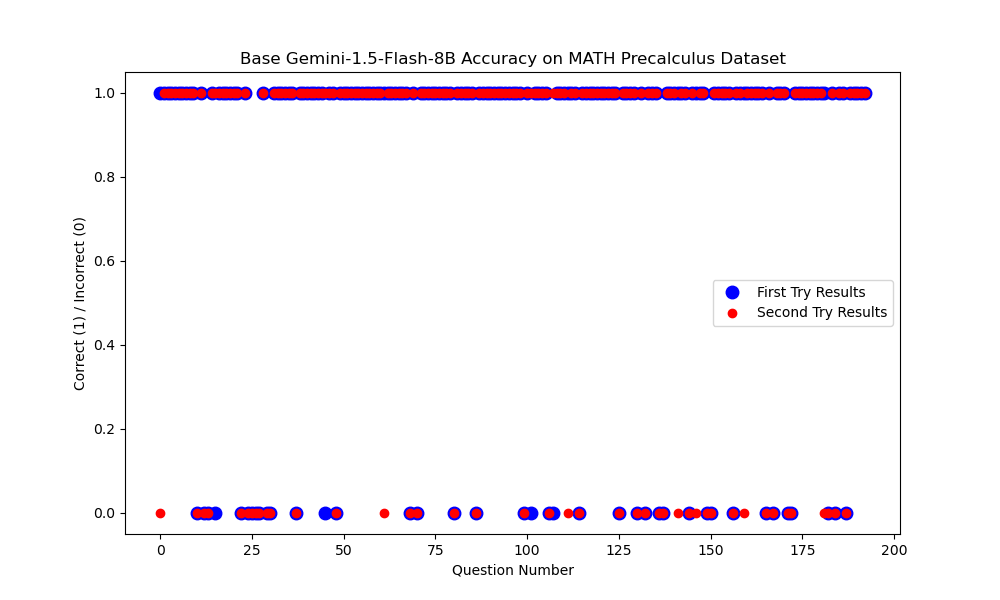 Base Gemini-1.5-Flash-8B Accuracy on MATH Precalculus Dataset
Correct (1) / Incorrect (0)
1.0
0.8
0.6
0.4
0.2
0.0
First Try Results
Second Try Results
0 25 50 75 100 125 150 175 200
Question Number